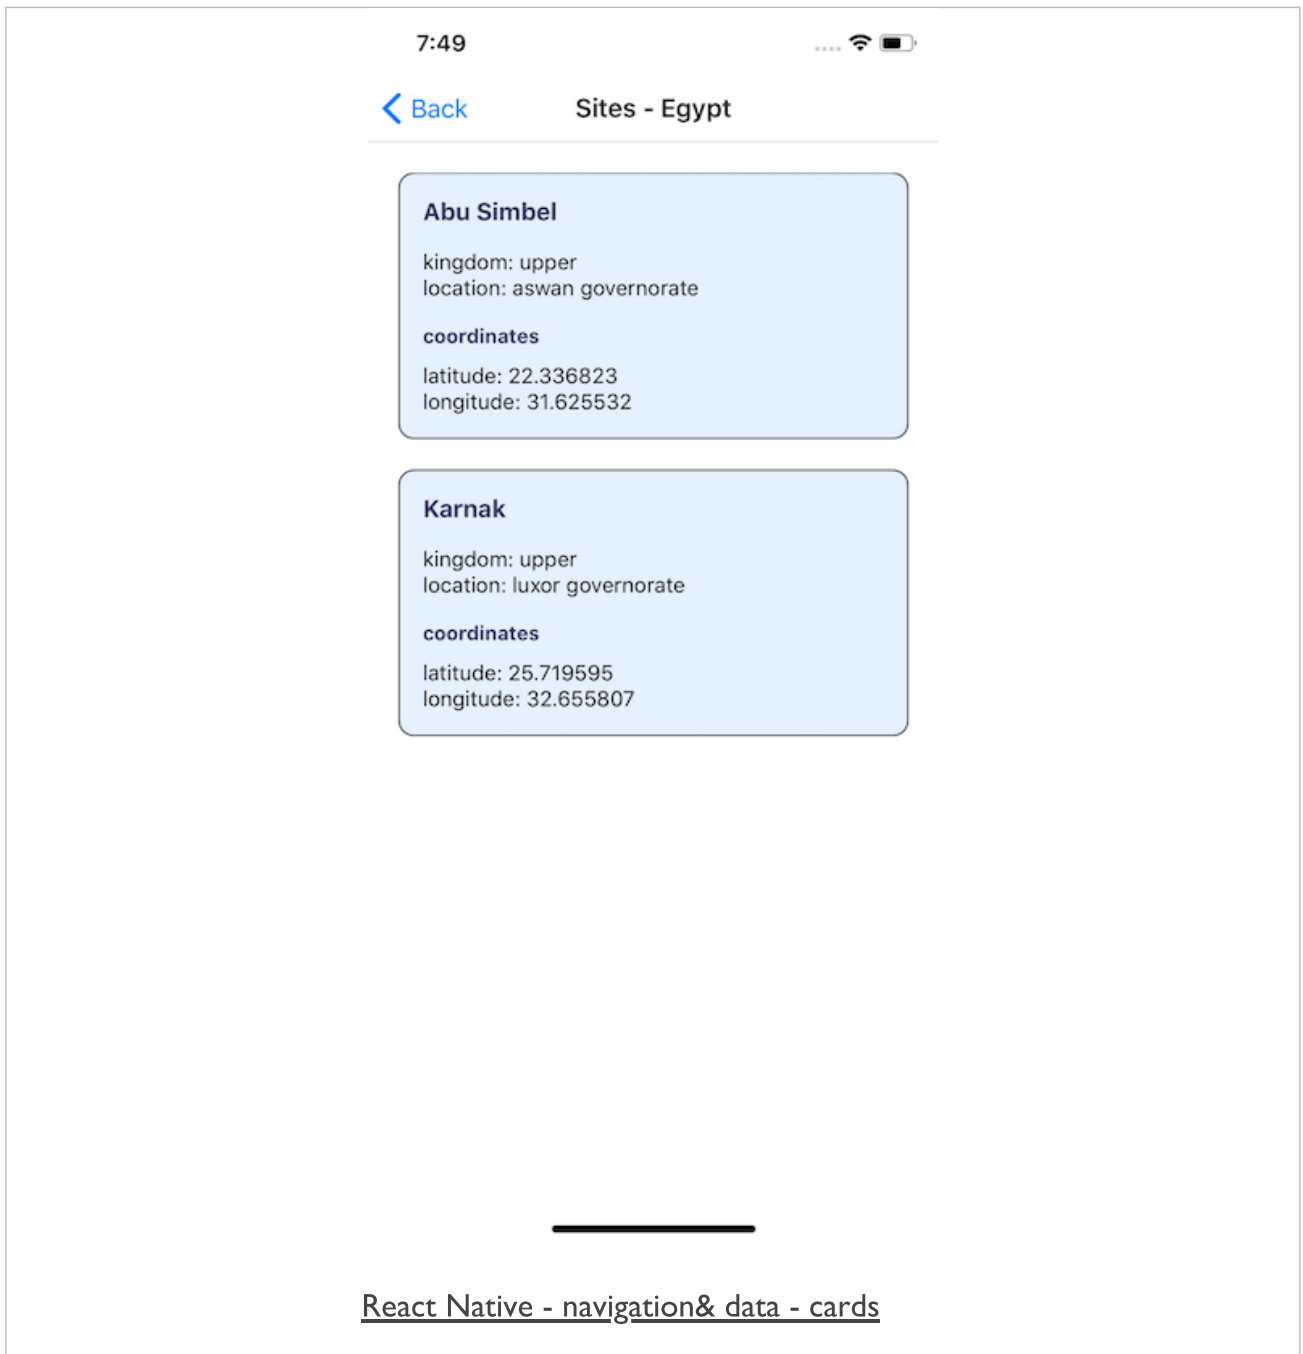 7:49
Back
Sites - Egypt
Abu Simbel
kingdom: upper
location: aswan governorate
coordinates
latitude: 22.336823
longitude: 31.625532
Karnak
kingdom: upper
location: luxor governorate
coordinates
latitude: 25.719595
longitude: 32.655807
React Native - navigation& data - cards